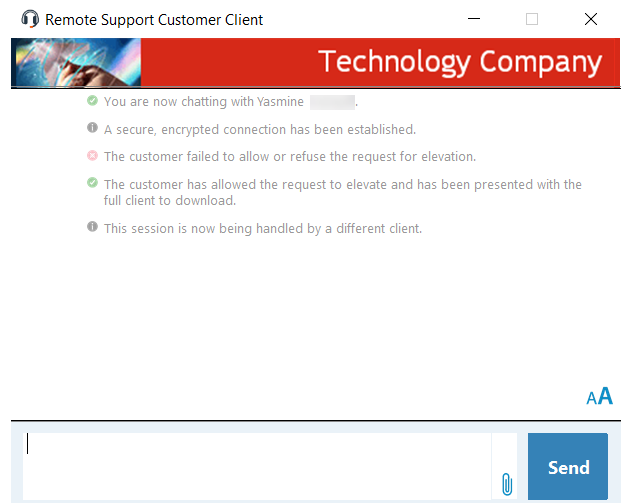 Remote Support Customer Client
Technology Company
You are now chatting with Yasmine .
A secure, encrypted connection has been established.
The customer failed to allow or refuse the request for elevation.
The customer has allowed the request to elevate and has been presented with the
full client to download.
This session is now being handled by a different client.
AA
Send